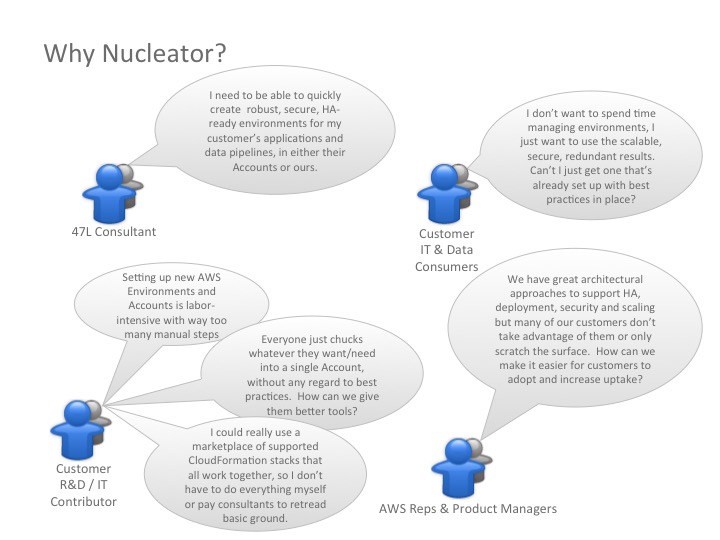 Why Nucleator?
I need to be able to quickly
create robust, secure, HA-
ready environments for my
customer's applications and
data pipelines, in either their
Accounts or ours.
47L Consultant
I don't want to spend time
managing environments, I
just want to use the scalable,
secure, redundant results.
Can't I just get one that's
already set up with best
practices in place?
Customer
IT & Data
Consumers
Setting up new AWS
Environments and
Accounts is labor-
intensive with way too
many manual steps
Everyone just chucks
whatever they want/need
into a single Account,
without any regard to best
practices. How can we give
them better tools?
I could really use a
marketplace of supported
CloudFormation stacks that
all work together, so I don't
have to do everything myself
or pay consultants to retread
basic ground.
Customer
R&D / IT
Contributor
We have great architectural
approaches to support HA,
deployment, security and scaling
but many of our customers don't
take advantage of them or only
scratch the surface. How can we
make it easier for customers to
adopt and increase uptake?
AWS Reps & Product Managers